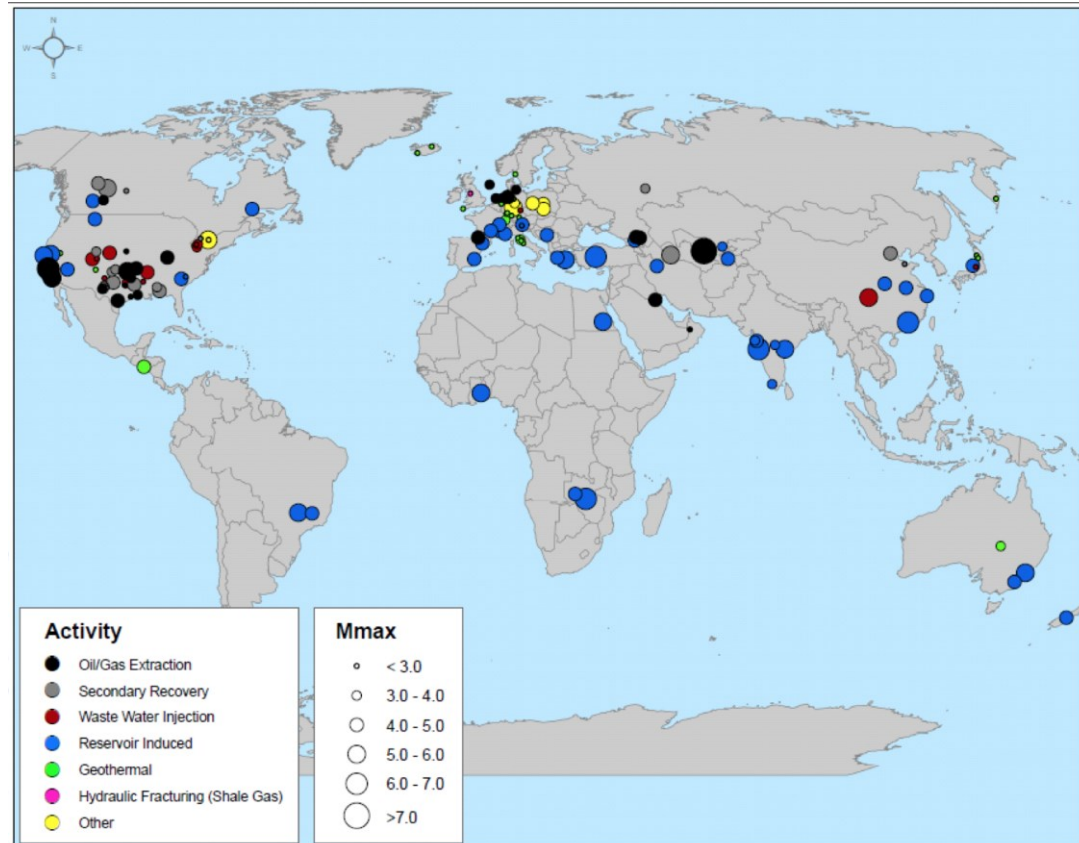 N
W E
S
Activity
Oil/Gas Extraction
Secondary Recovery
Waste Water Injection
Reservoir Induced
Geothermal
Hydraulic Fracturing (Shale Gas)
Other
Mmax
< 3.0
3.0 - 4.0
4.0 - 5.0
5.0 - 6.0
6.0 - 7.0
>7.0